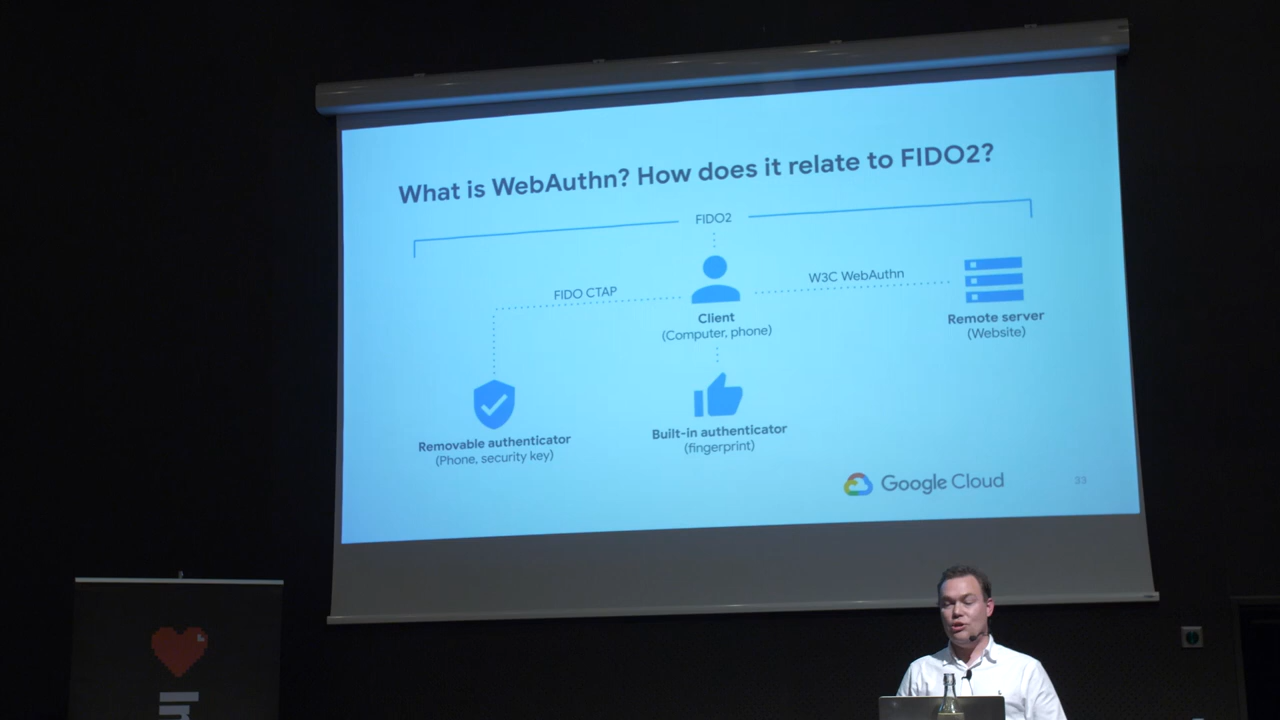 What is WebAuthn? How does it relate to FIDO2?
FIDO2
FIDO CTAP
W3C WebAuthn
Client
(Computer, phone)
Remote server
(Website)
Removable authenticator
(Phone, security key)
Built-in authenticator
(fingerprint)
Google Cloud
33